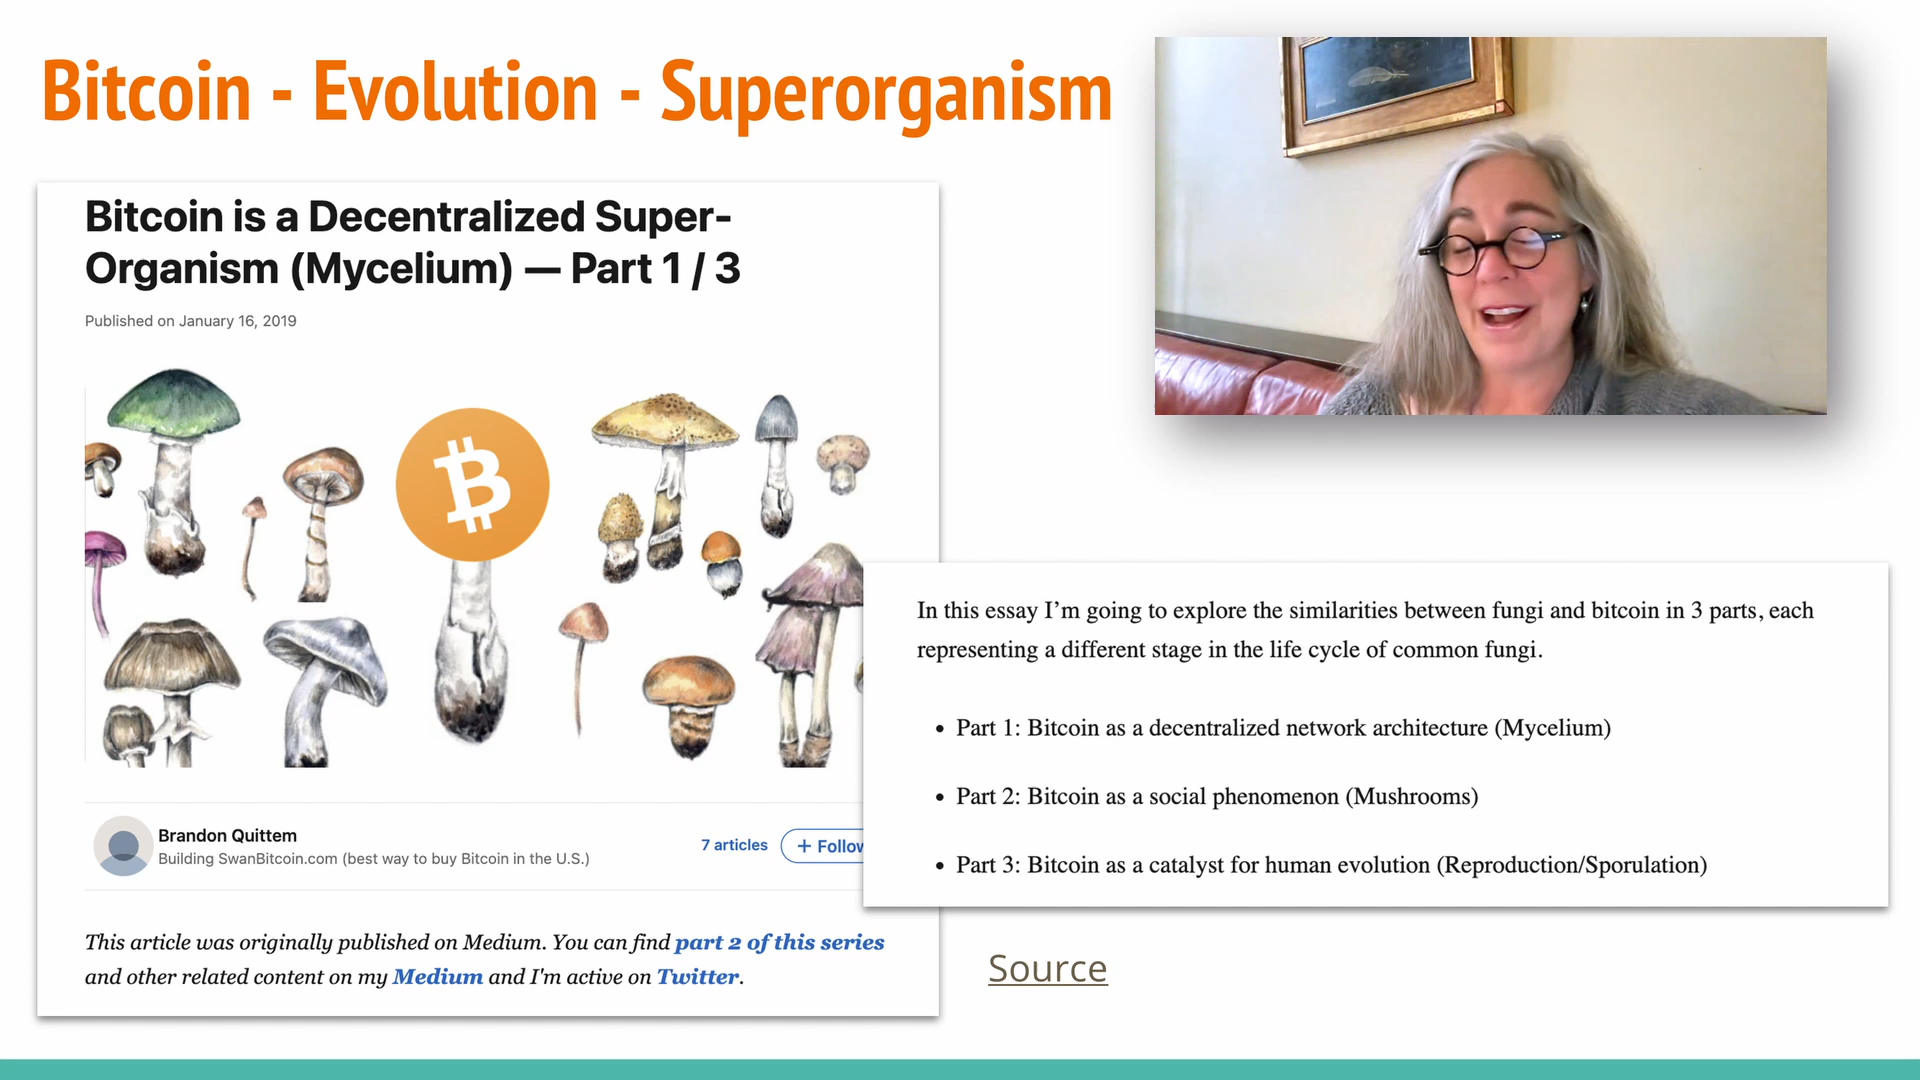 Bitcoin - Evolution - Superorganism
Bitcoin is a Decentralized Super-
Organism (Mycelium) — Part 1 / 3
Published on January 16, 2019
Brandon Quittem
Building SwanBitcoin.com (best way to buy Bitcoin in the U.S.)
7 articles
+ Follow
This article was originally published on Medium. You can find part 2 of this series
and other related content on my Medium and I'm active on Twitter.
In this essay I’m going to explore the similarities between fungi and bitcoin in 3 parts, each
representing a different stage in the life cycle of common fungi.
• Part 1: Bitcoin as a decentralized network architecture (Mycelium)
• Part 2: Bitcoin as a social phenomenon (Mushrooms)
• Part 3: Bitcoin as a catalyst for human evolution (Reproduction/Sporulation)
Source